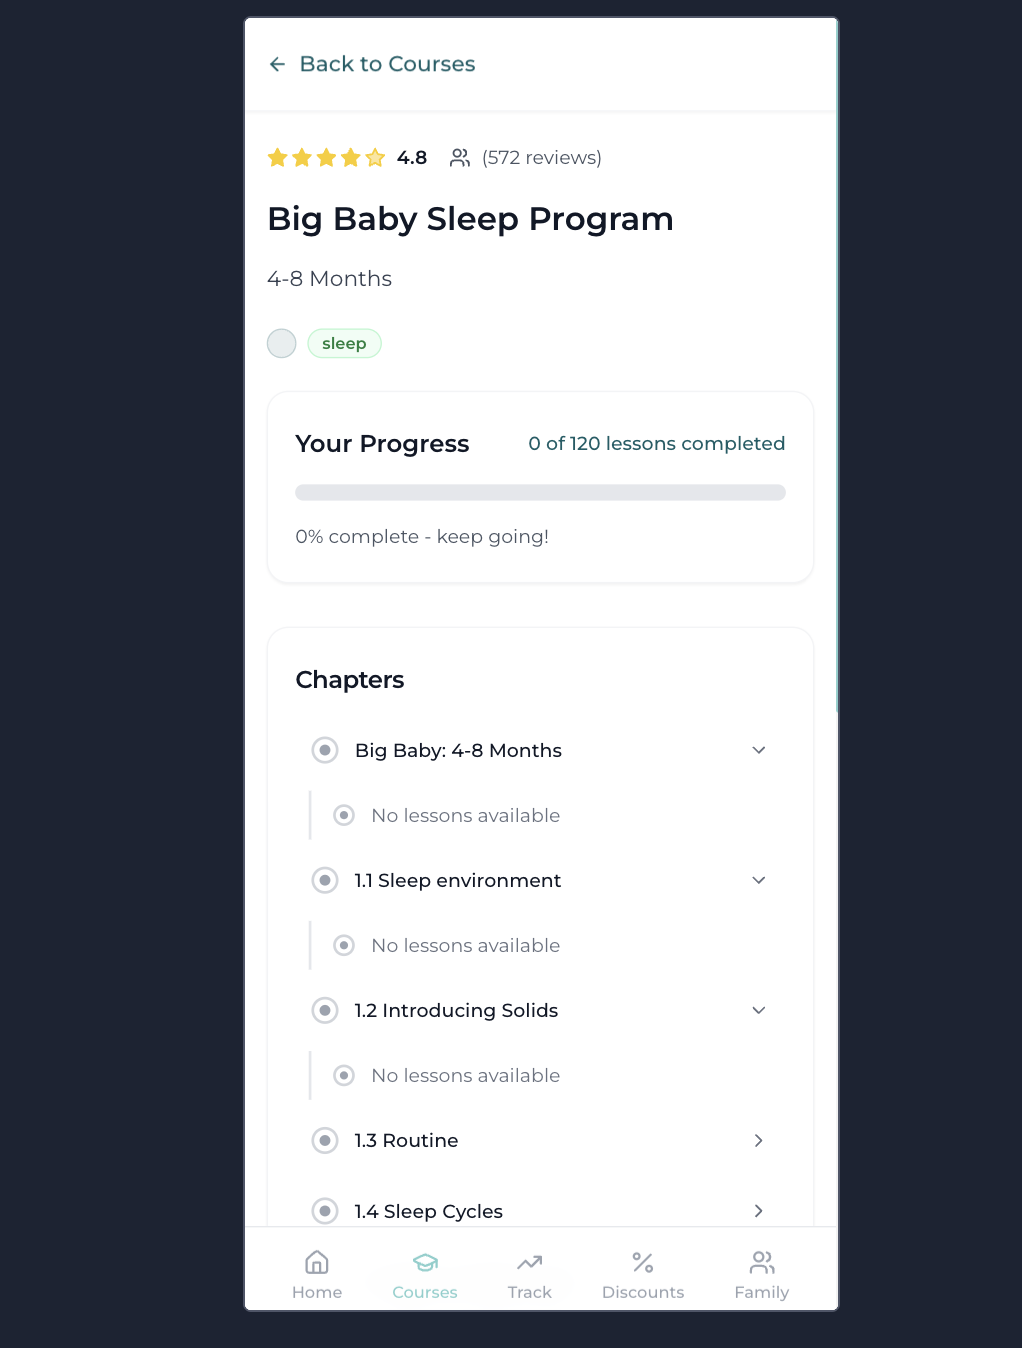 Back to Courses
4.8 (572 reviews)
Big Baby Sleep Program
4-8 Months
sleep
Your Progress 0 of 120 lessons completed
0% complete - keep going!
Chapters
Big Baby: 4-8 Months
No lessons available
1.1 Sleep environment
No lessons available
1.2 Introducing Solids
No lessons available
1.3 Routine
1.4 Sleep Cycles
Home Courses Track Discounts Family